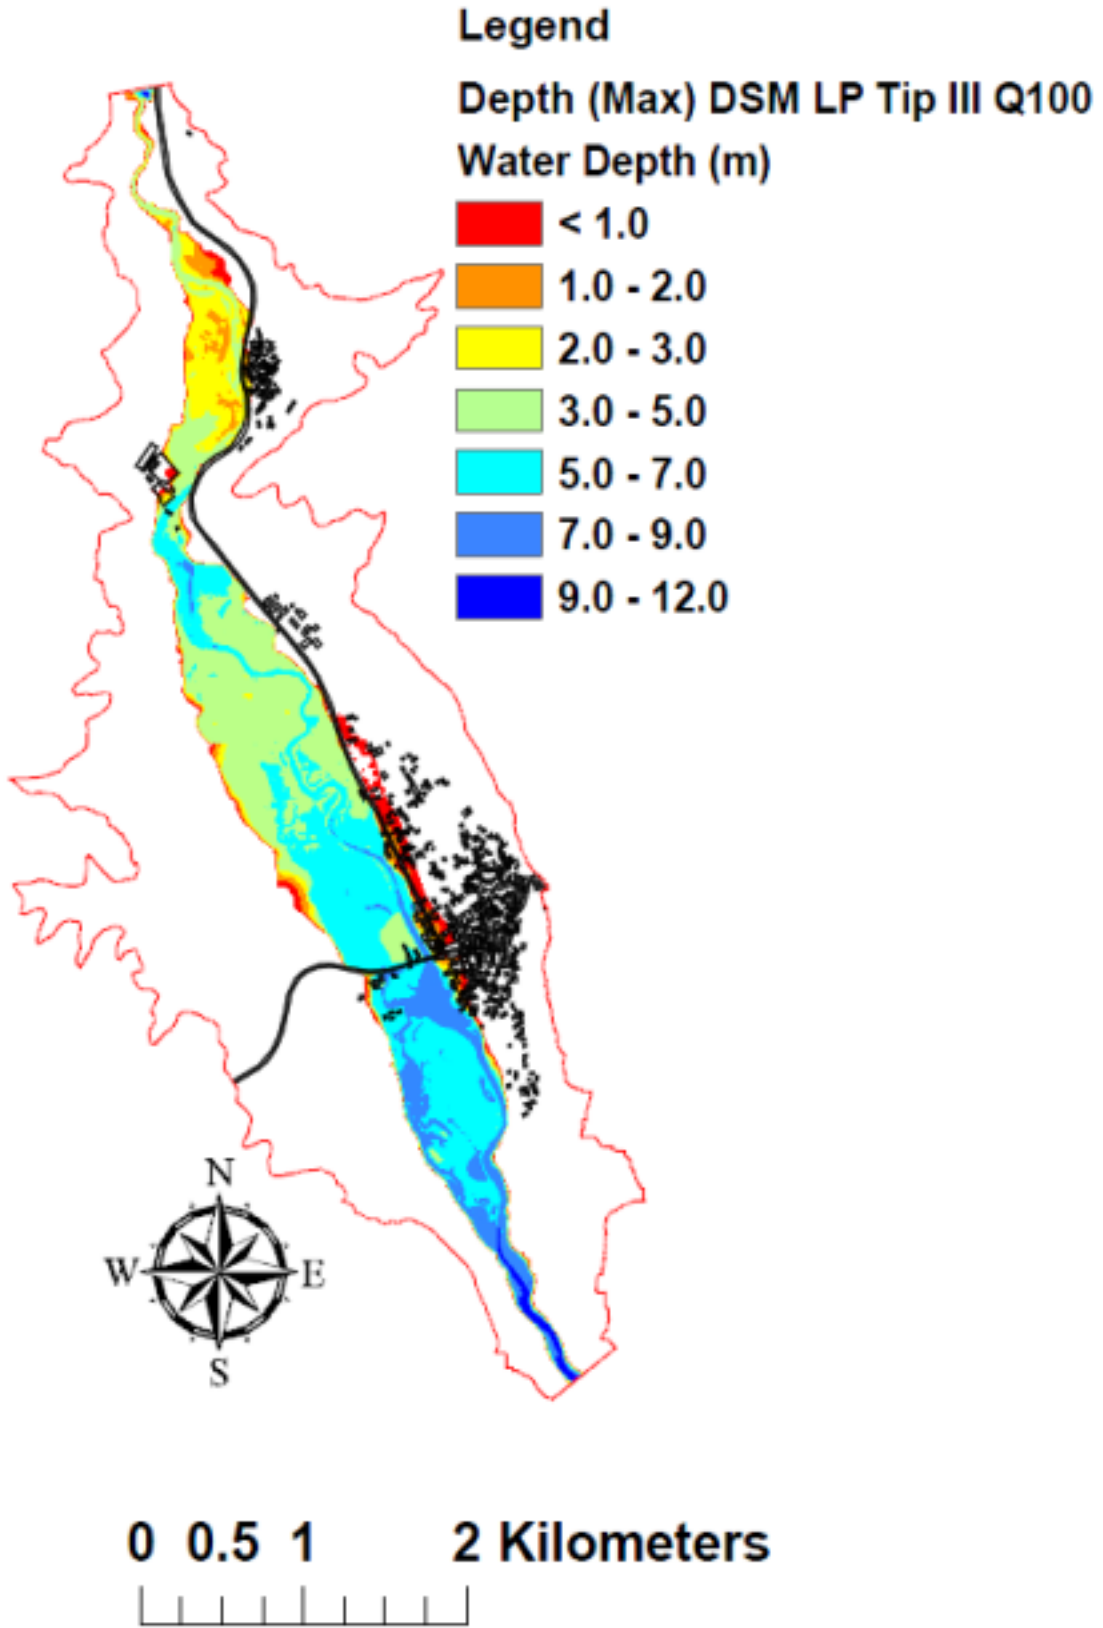 Legend
Depth (Max) DSM LP Tip III Q100
Water Depth (m)
< 1.0
1.0 - 2.0
2.0 - 3.0
3.0 - 5.0
5.0 - 7.0
7.0 - 9.0
9.0 - 12.0
N
W E
S
0 0.5 1 2 Kilometers